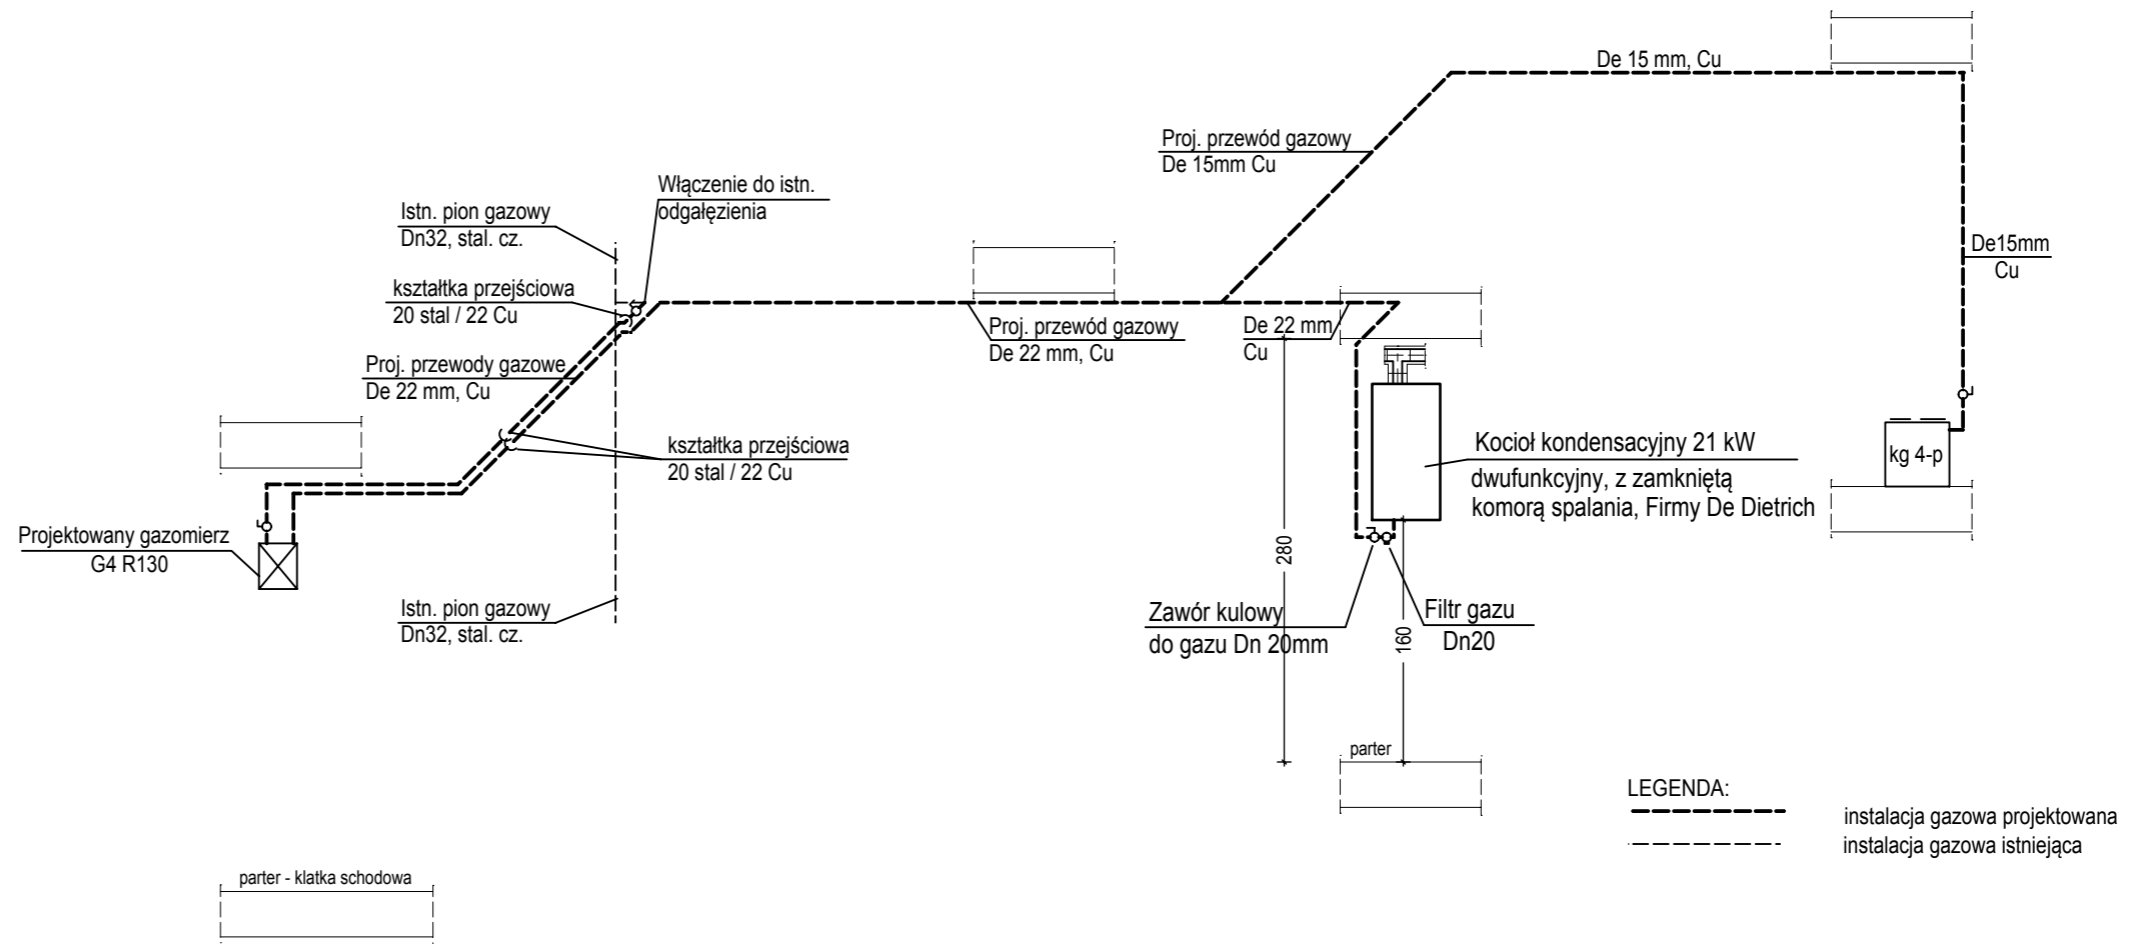 De 15 mm, Cu
Proj. przewód gazowy
De 15mm Cu
Włączenie do istn.
odgałęzienia
Istn. pion gazowy
Dn32, stal. cz.
De15mm
Cu
kształtka przejściowa
20 stal / 22 Cu
Proj. przewód gazowy
De 22 mm, Cu
De 22 mm
Cu
Proj. przewody gazowe
De 22 mm, Cu
kształtka przejściowa
20 stal / 22 Cu
Kocioł kondensacyjny 21 kW
dwufunkcyjny, z zamkniętą
komorą spalania, Firmy De Dietrich
kg 4-p
Projektowany gazomierz
G4 R130
280
Istn. pion gazowy
Dn32, stal. cz.
Zawór kulowy
do gazu Dn 20mm
160
Filtr gazu
Dn20
parter
LEGENDA:
instalacja gazowa projektowana
instalacja gazowa istniejąca
parter - klatka schodowa